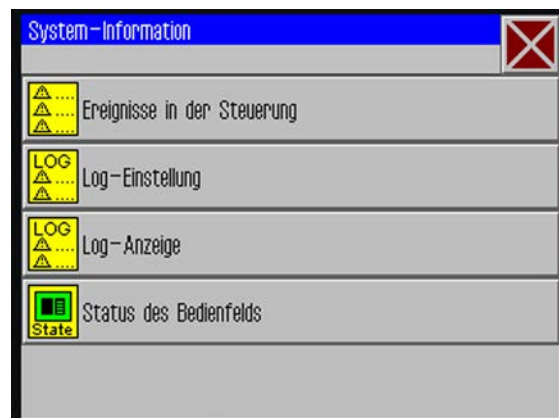 System-Information
Ereignisse in der Steuerung
LOG
Log-Einstellung
LOG
Log-Anzeige
State
Status des Bedienfelds